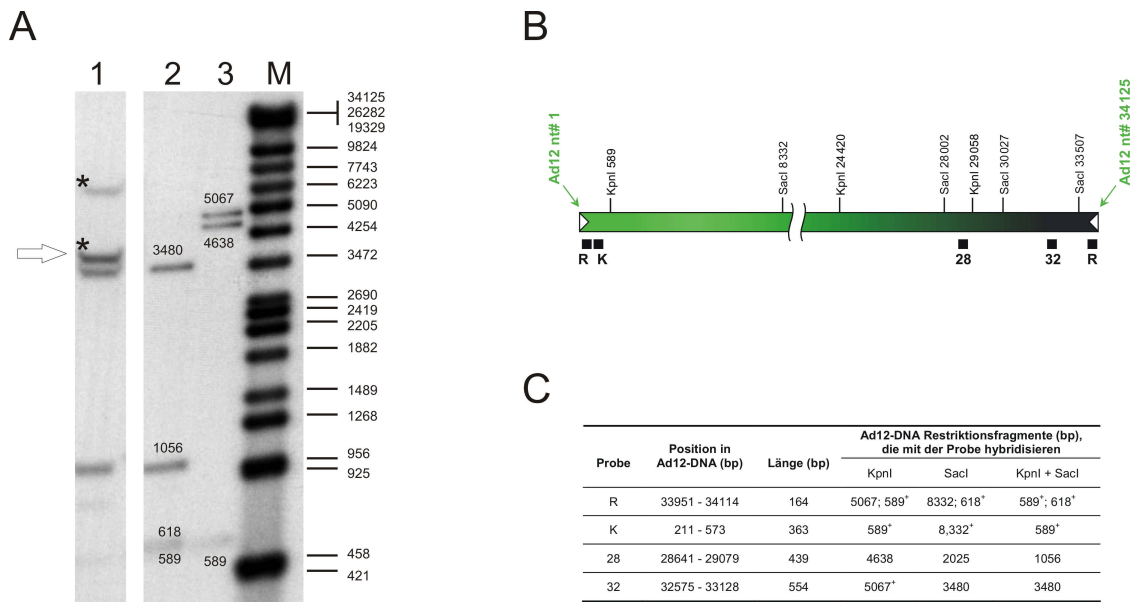 A
1 2 3 M
*
*
5067
4638
3480
1056
618
589
589
34125
26282
19329
9824
7743
6223
5090
4254
3472
2690
2419
2205
1882
1489
1268
956
925
458
421
B
Ad12 nt# 1
KpnI 589
SacI 8332
KpnI 24420
SacI 28002
KpnI 29058
SacI 30027
SacI 33507
Ad12 nt# 34125
R K 28 32 R
C
Ad12-DNA Restriktionsfragmente (bp),
die mit der Probe hybridisieren
Probe Position in
Ad12-DNA (bp) Länge (bp)
KpnI SacI KpnI + SacI
R 33951 - 34114 164 5067; 589⁺ 8332; 618⁺ 589⁺; 618⁺
K 211 - 573 363 589⁺ 8,332⁺ 589⁺
28 28641 - 29079 439 4638 2025 1056
32 32575 - 33128 554 5067⁺ 3480 3480